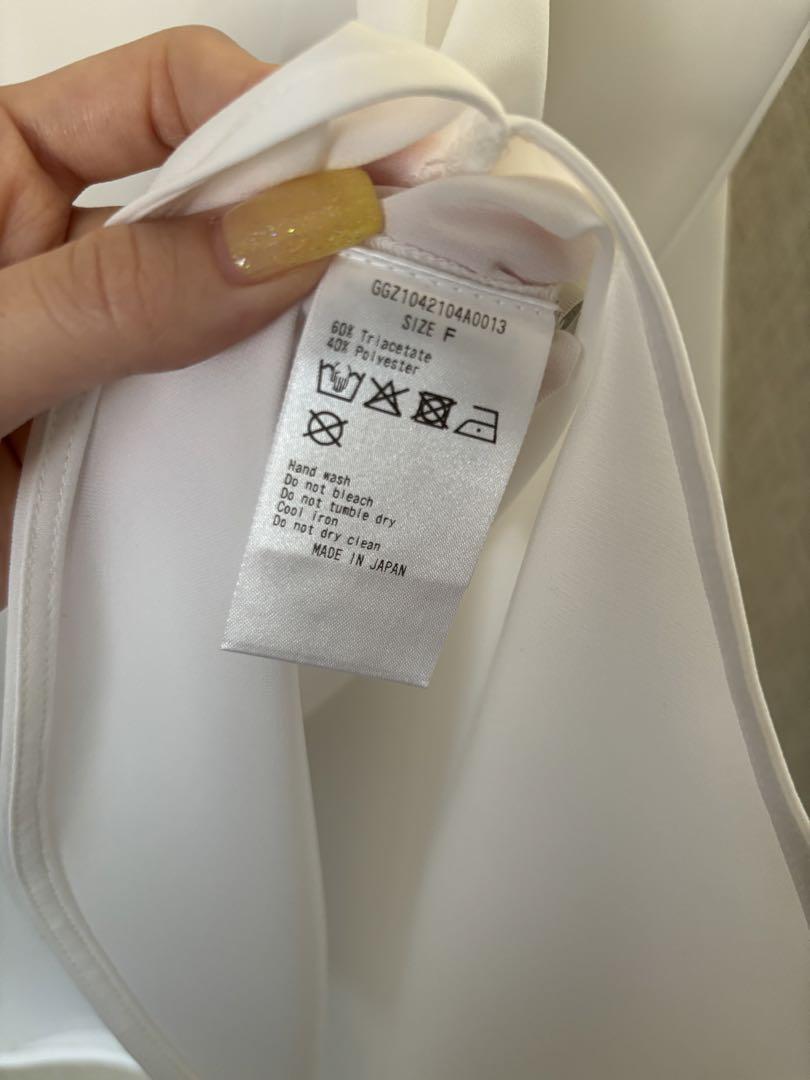 GGZ1042104A0013
SIZE F
60% Triacetate
40% Polyester
Hand wash
Do not bleach
Do not tumble dry
Cool iron
Do not dry clean
MADE IN JAPAN